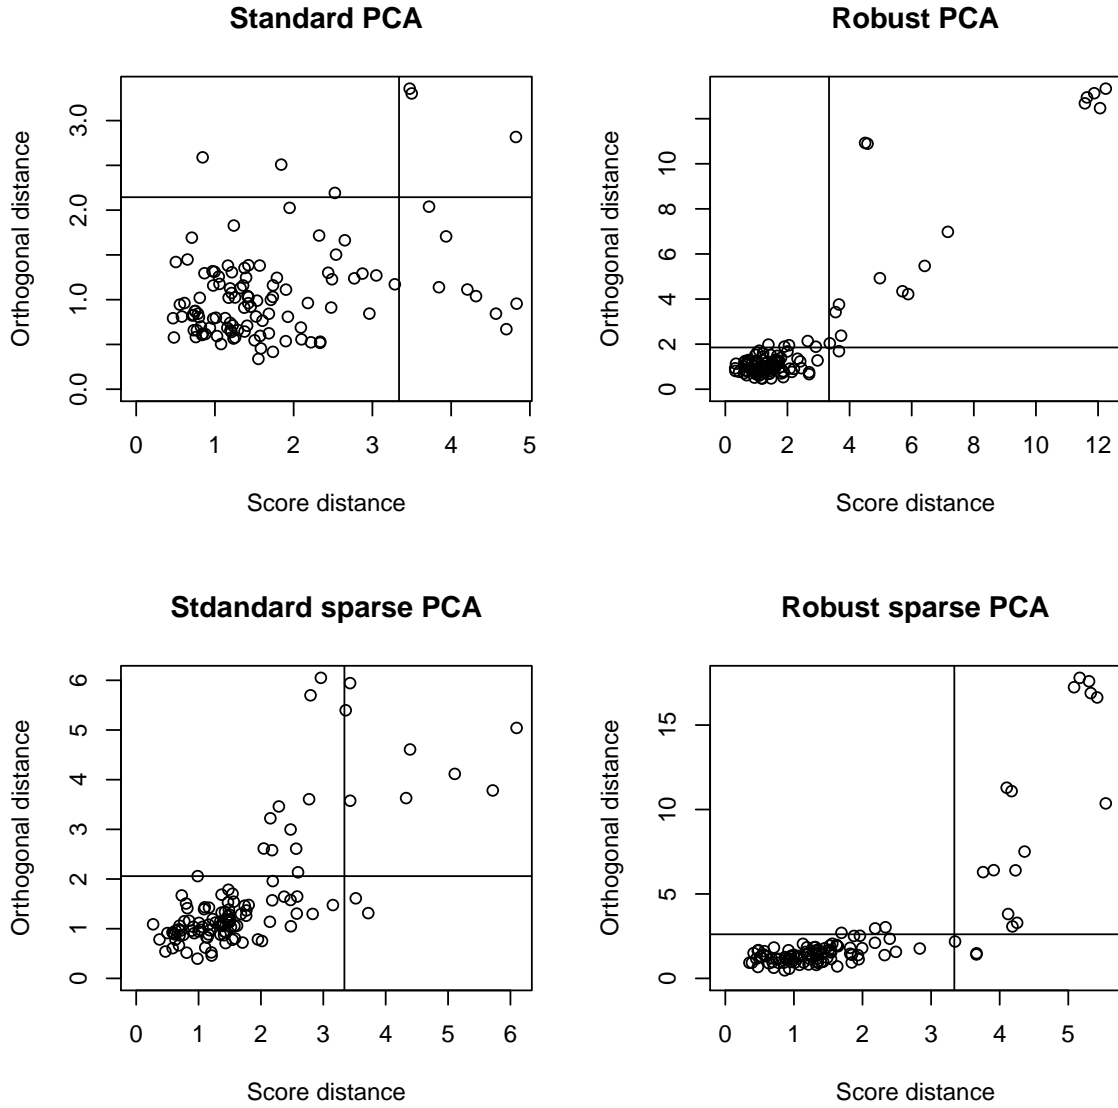 Standard PCA
Orthogonal distance
0.0 1.0 2.0 3.0
0 1 2 3 4 5
Score distance
Robust PCA
Orthogonal distance
0 2 4 6 8 10
0 2 4 6 8 10 12
Score distance
Stdandard sparse PCA
Orthogonal distance
0 1 2 3 4 5 6
0 1 2 3 4 5 6
Score distance
Robust sparse PCA
Orthogonal distance
0 5 10 15
0 1 2 3 4 5
Score distance